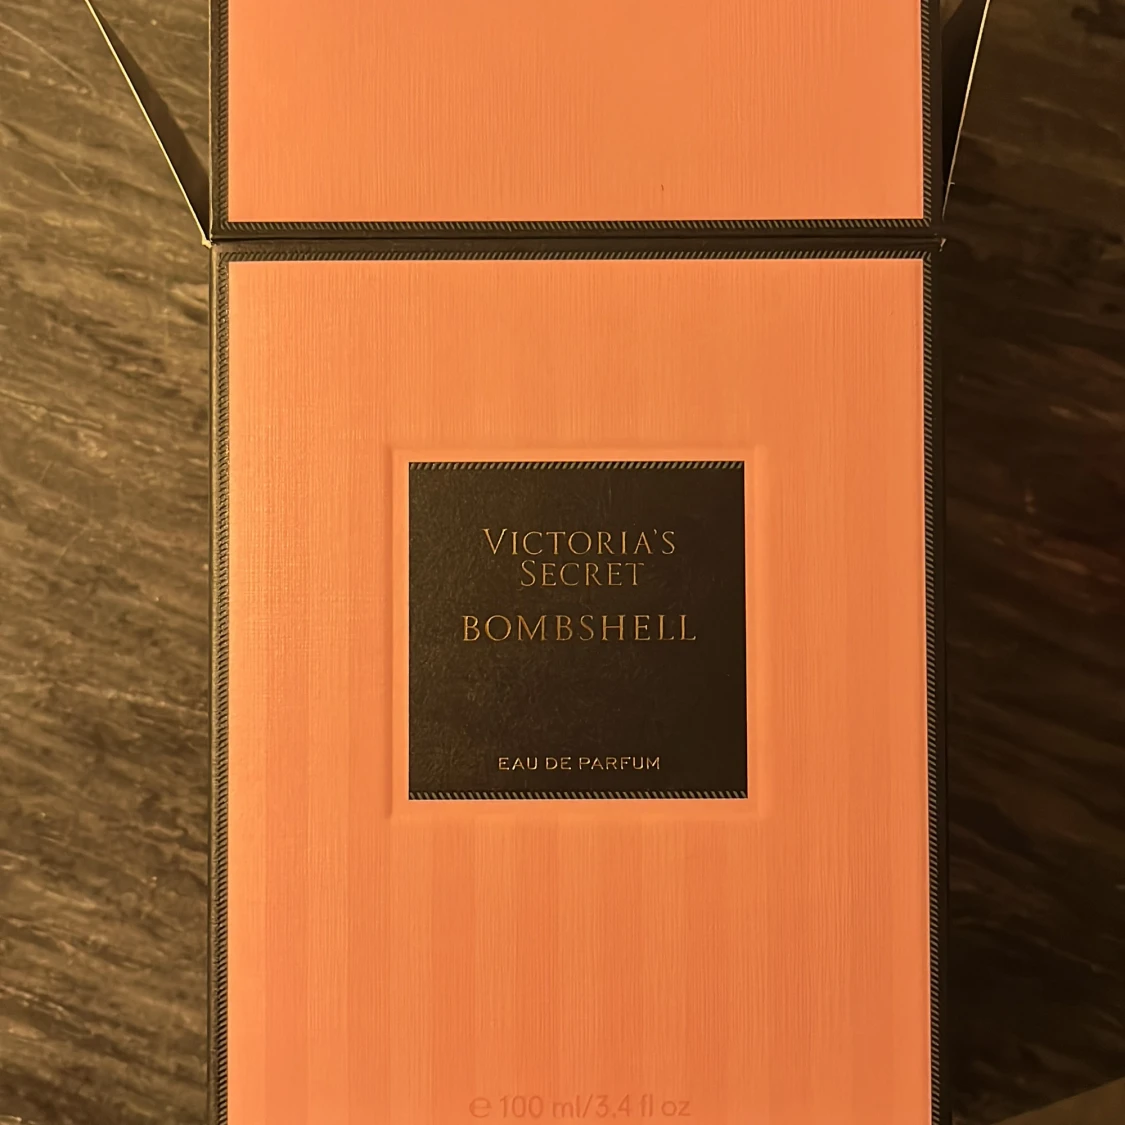 VICTORIA'S
SECRET
BOMBSHELL
EAU DE PARFUM
℮ 100 ml/3.4 fl oz